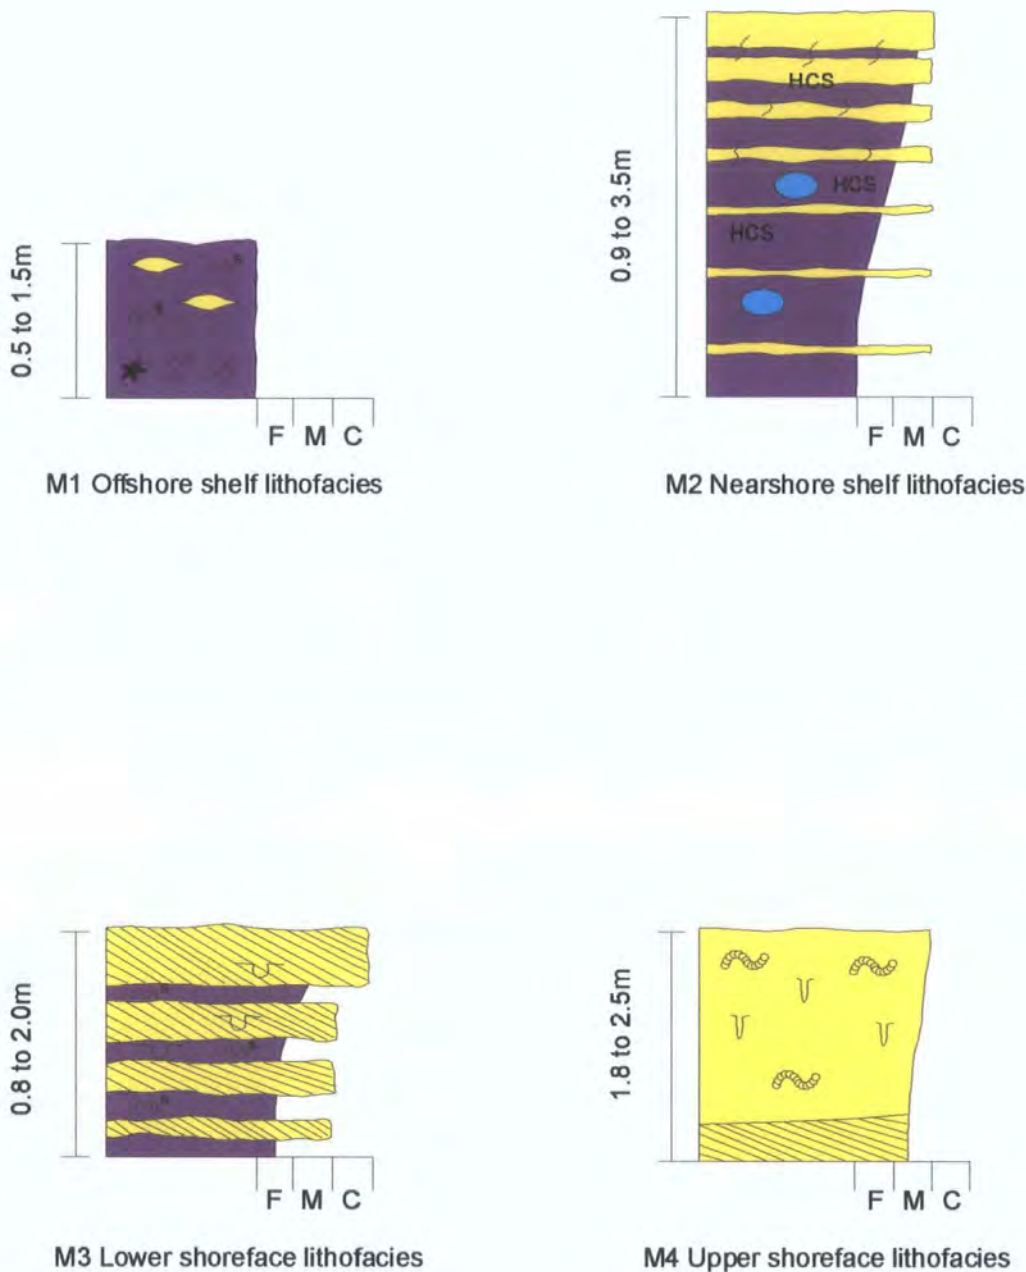 0.5 to 1.5m
F M C
M1 Offshore shelf lithofacies
0.9 to 3.5m
HCS
HCS
HCS
F M C
M2 Nearshore shelf lithofacies
0.8 to 2.0m
F M C
M3 Lower shoreface lithofacies
1.8 to 2.5m
F M C
M4 Upper shoreface lithofacies